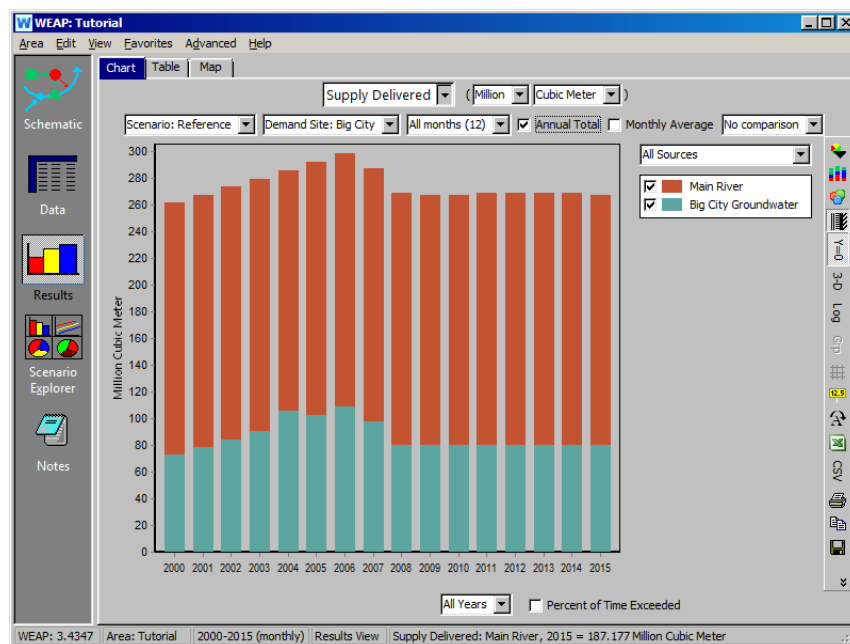 WEAP: Tutorial
Area Edit View Favorites Advanced Help
Chart Table Map
Supply Delivered ( Million Cubic Meter )
Scenario: Reference Demand Site: Big City All months (12) Annual Total Monthly Average No comparison
Schematic
Data
Results
Scenario
Explorer
Notes
Million Cubic Meter
300
280
260
240
220
200
180
160
140
120
100
80
60
40
20
0
2000 2001 2002 2003 2004 2005 2006 2007 2008 2009 2010 2011 2012 2013 2014 2015
All Sources
Main River
Big City Groundwater
Y=0
3-D
Log
Grp
12.5
A
CSV
All Years Percent of Time Exceeded
WEAP: 3.4347 Area: Tutorial 2000-2015 (monthly) Results View Supply Delivered: Main River, 2015 = 187.177 Million Cubic Meter